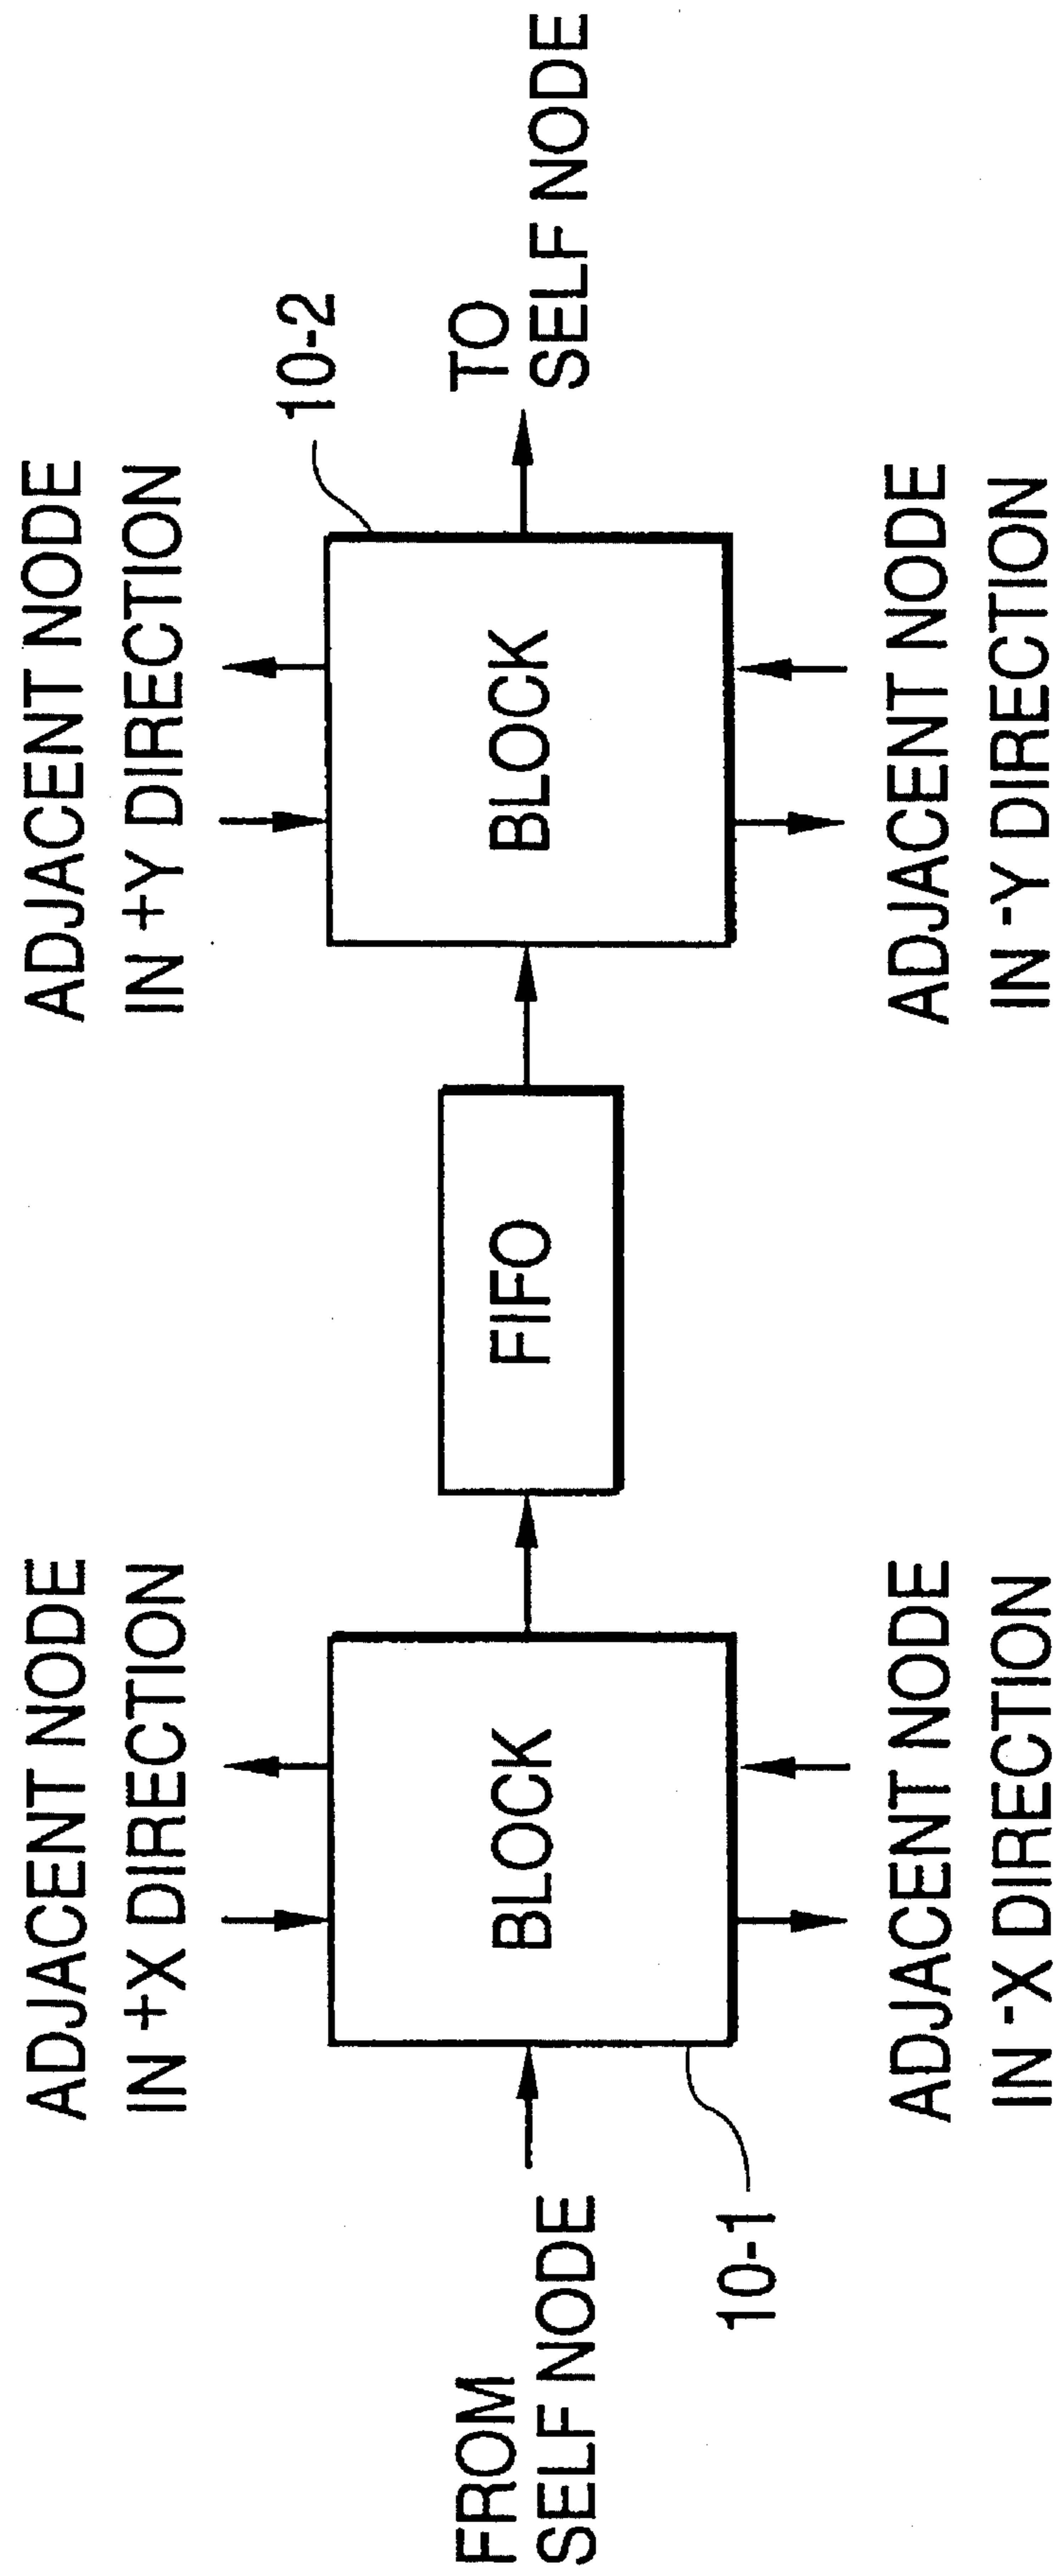 ADJACENT NODE
IN +X DIRECTION
ADJACENT NODE
IN +Y DIRECTION
10-2
FROM
SELF NODE
BLOCK
FIFO
BLOCK
TO
SELF NODE
10-1
ADJACENT NODE
IN -X DIRECTION
ADJACENT NODE
IN -Y DIRECTION